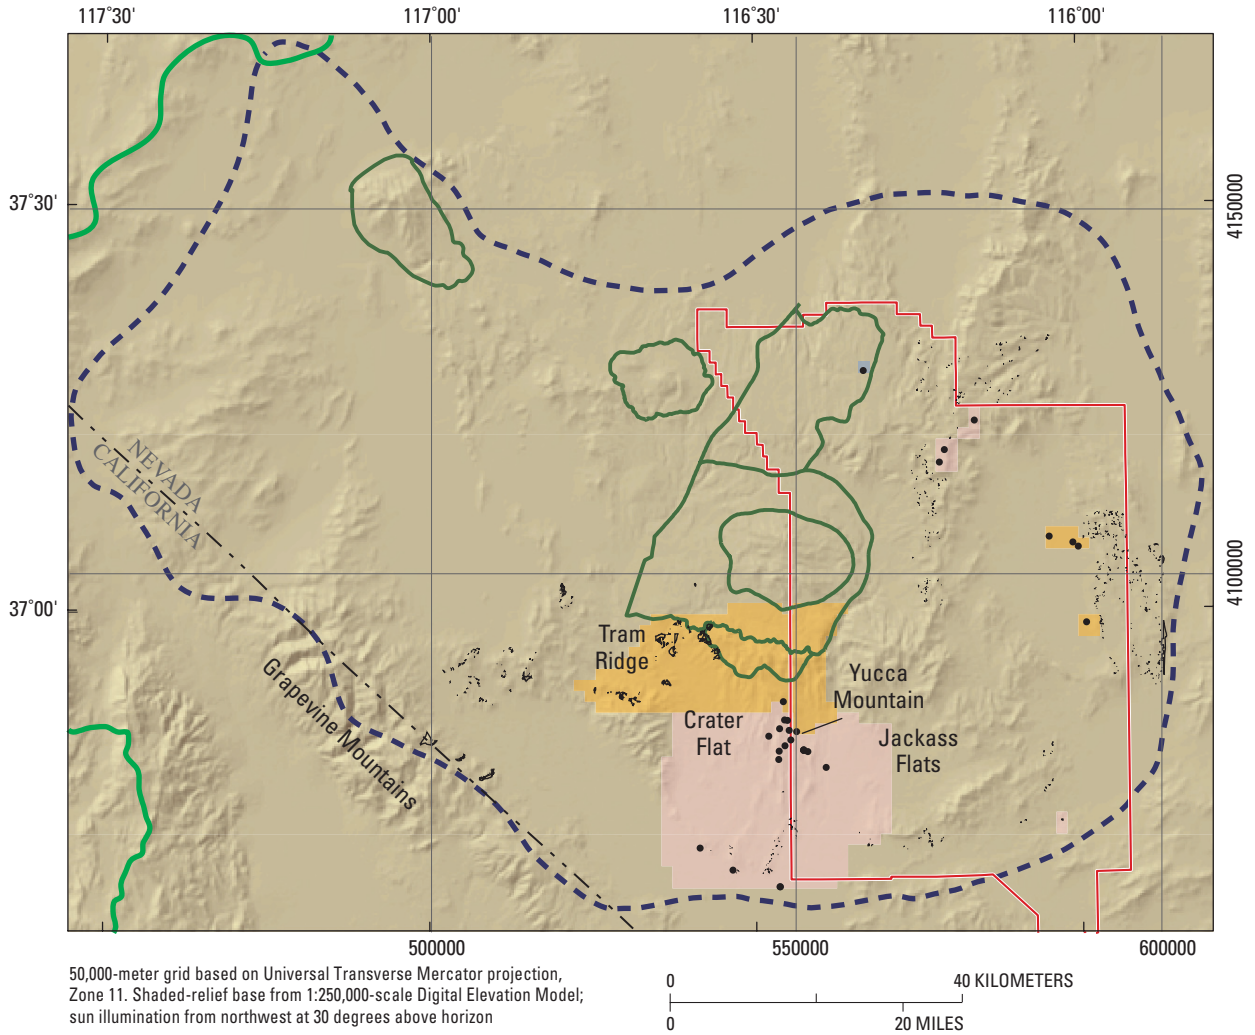 117°30'
117°00'
116°30'
116°00'
37°30'
4150000
NEVADA
CALIFORNIA
4100000
37°00'
Tram
Ridge
Yucca
Mountain
Grapevine Mountains
Crater
Flat
Jackass
Flats
500000
550000
600000
50,000-meter grid based on Universal Transverse Mercator projection,
Zone 11. Shaded-relief base from 1:250,000-scale Digital Elevation Model;
sun illumination from northwest at 30 degrees above horizon
0
40 KILOMETERS
0
20 MILES